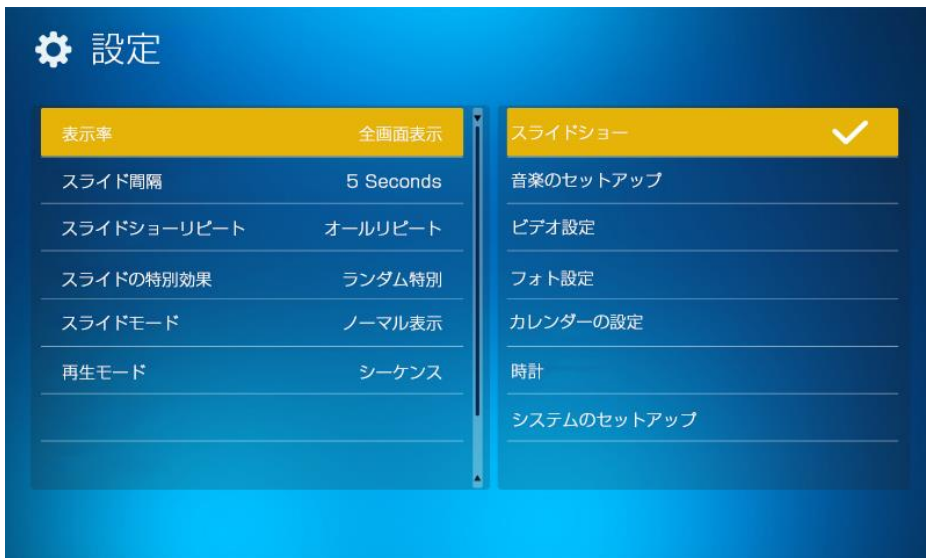 設定
表示率 全画面表示
スライド間隔 5 Seconds
スライドショーリピート オールリピート
スライドの特別効果 ランダム特別
スライドモード ノーマル表示
再生モード シーケンス
スライドショー
音楽のセットアップ
ビデオ設定
フォト設定
カレンダーの設定
時計
システムのセットアップ